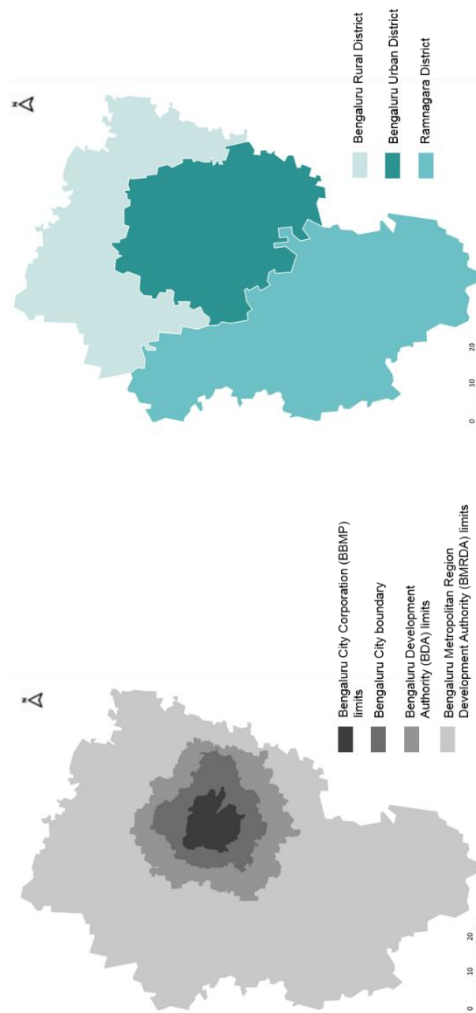 N
Bengaluru City Corporation (BBMP)
limits
Bengaluru City boundary
Bengaluru Development
Authority (BDA) limits
Bengaluru Metropolitan Region
Development Authority (BMRDA) limits
0 10 20
N
Bengaluru Rural District
Bengaluru Urban District
Ramnagara District
0 10 20